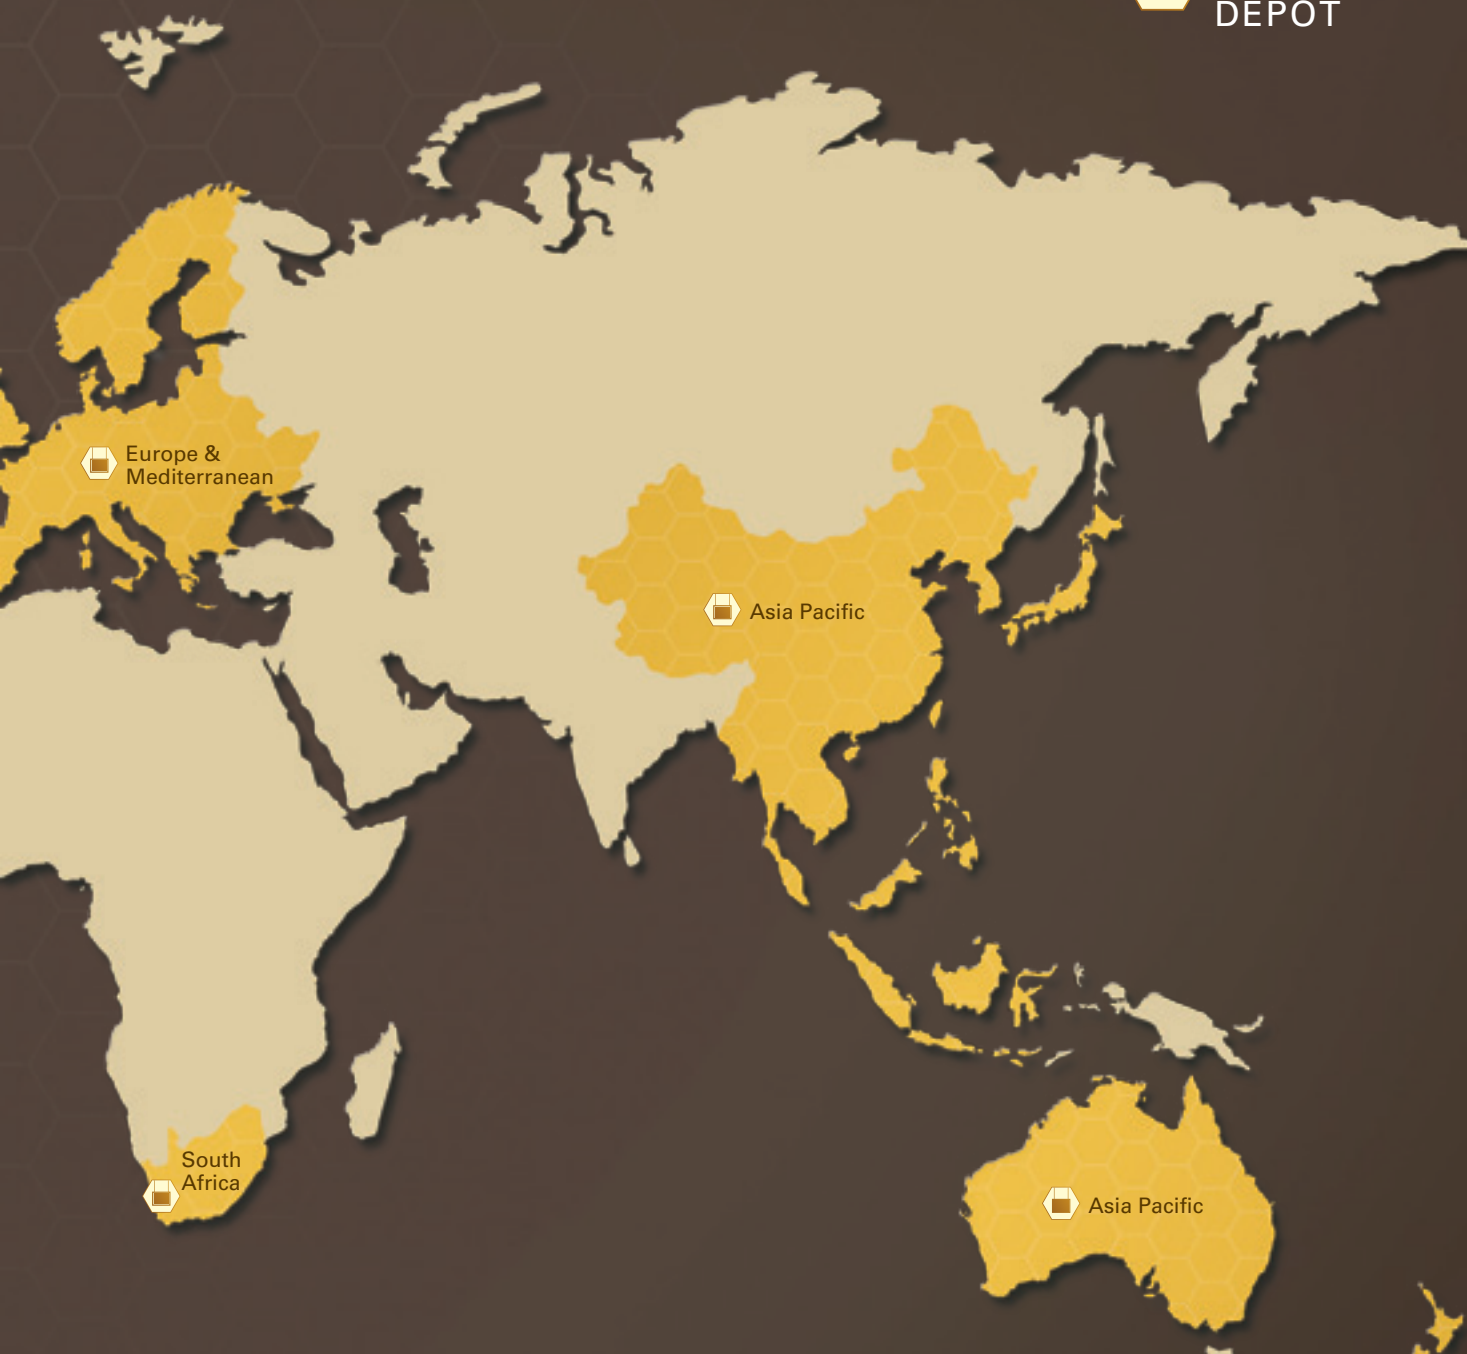 DEPOT
Europe &
Mediterranean
Asia Pacific
South
Africa
Asia Pacific